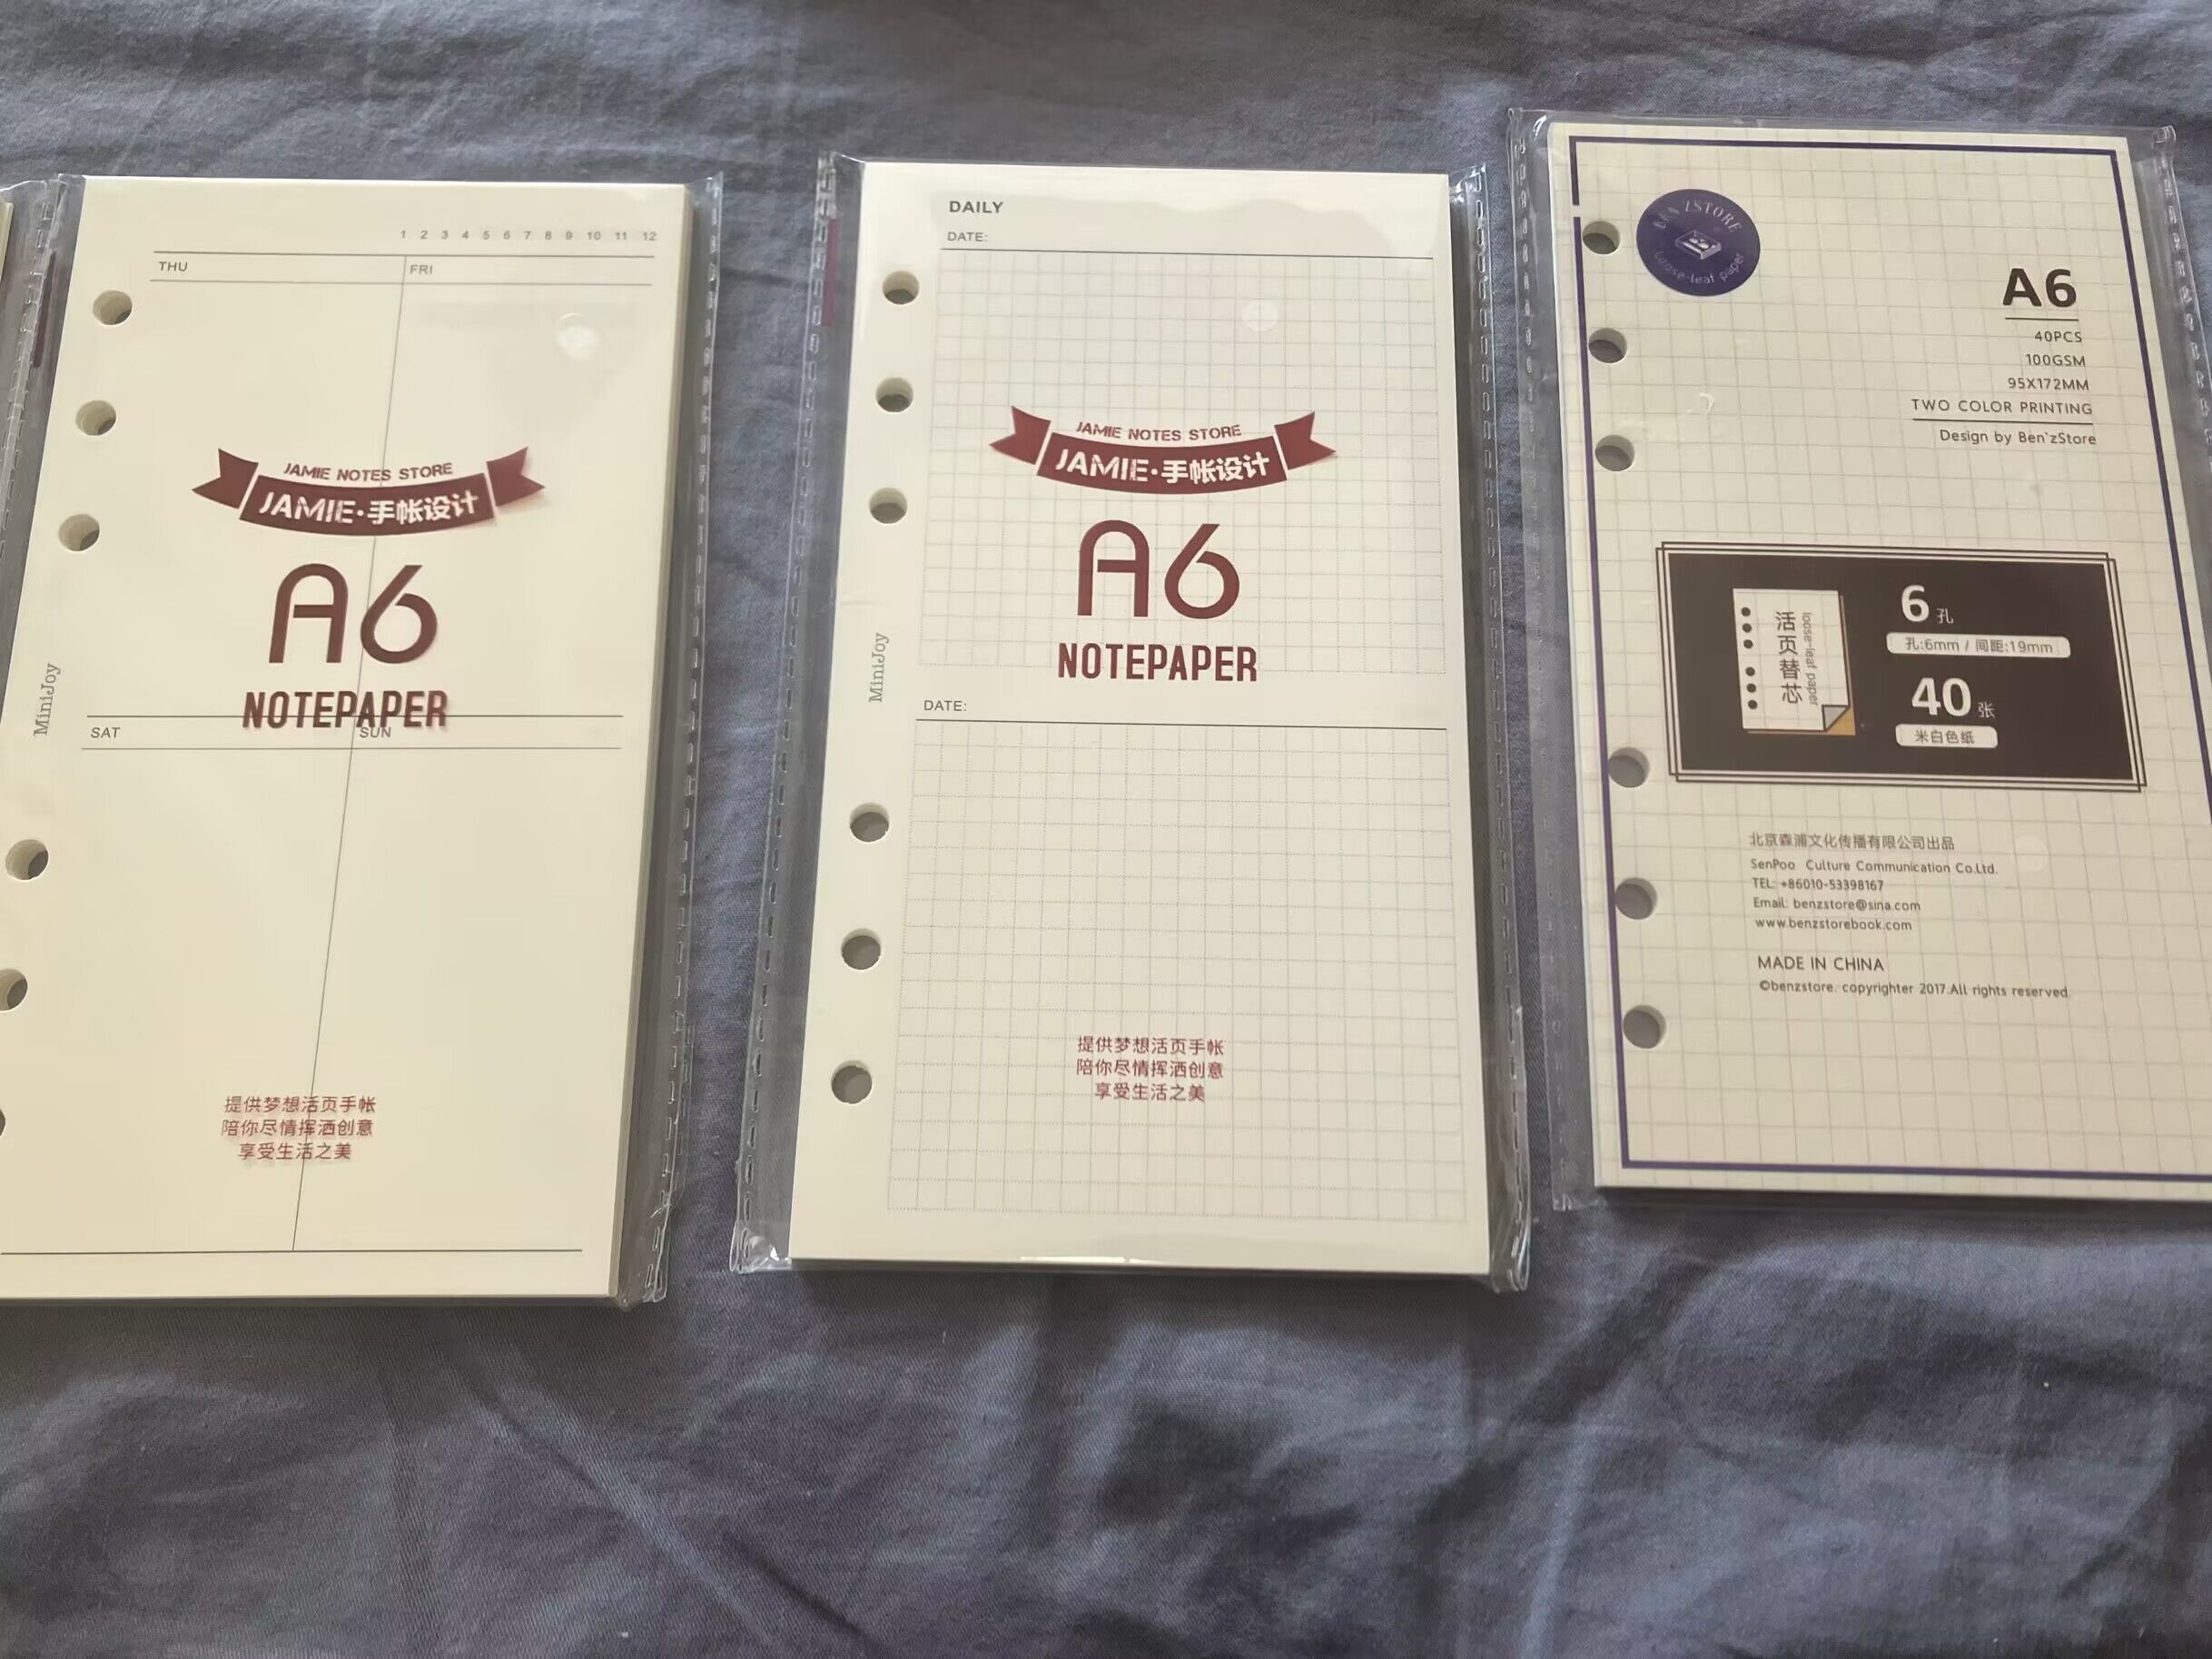 1 2 3 4 5 6 7 8 9 10 11 12
THU FRI
JAMIE NOTES STORE
JAMIE·手帐设计
A6
NOTEPAPER
SAT SUN
MiniJoy
提供梦想活页手帐
陪你尽情挥洒创意
享受生活之美
DAILY
DATE:
JAMIE NOTES STORE
JAMIE·手帐设计
A6
NOTEPAPER
MiniJoy
DATE:
提供梦想活页手帐
陪你尽情挥洒创意
享受生活之美
BEN'ZSTORE
Loose-leaf paper
A6
40PCS
100GSM
95X172MM
TWO COLOR PRINTING
Design by Ben`zStore
活页替芯
loose-leaf paper
6孔
孔:6mm / 间距:19mm
40张
米白色纸
北京森浦文化传播有限公司出品
SenPoo Culture Communication Co.Ltd.
TEL: +86010-53398167
Email: benzstore@sina.com
www.benzstorebook.com
MADE IN CHINA
©benzstore. copyrighter 2017.All rights reserved.